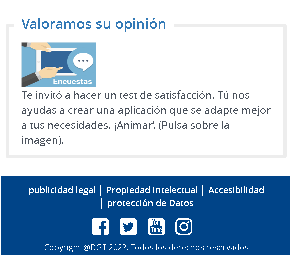 Valoramos su opinión
Encuestas
Te invitó a hacer un test de satisfacción. Tú nos
ayudas a crear una aplicación que se adapte mejor
a tus necesidades. ¡Animar! (Pulsa sobre la
imagen).
publicidad legal | Propiedad Intelectual | Accesibilidad
| protección de Datos
You Tube
Copyright @DGT 2023. Todos los derechos reservados